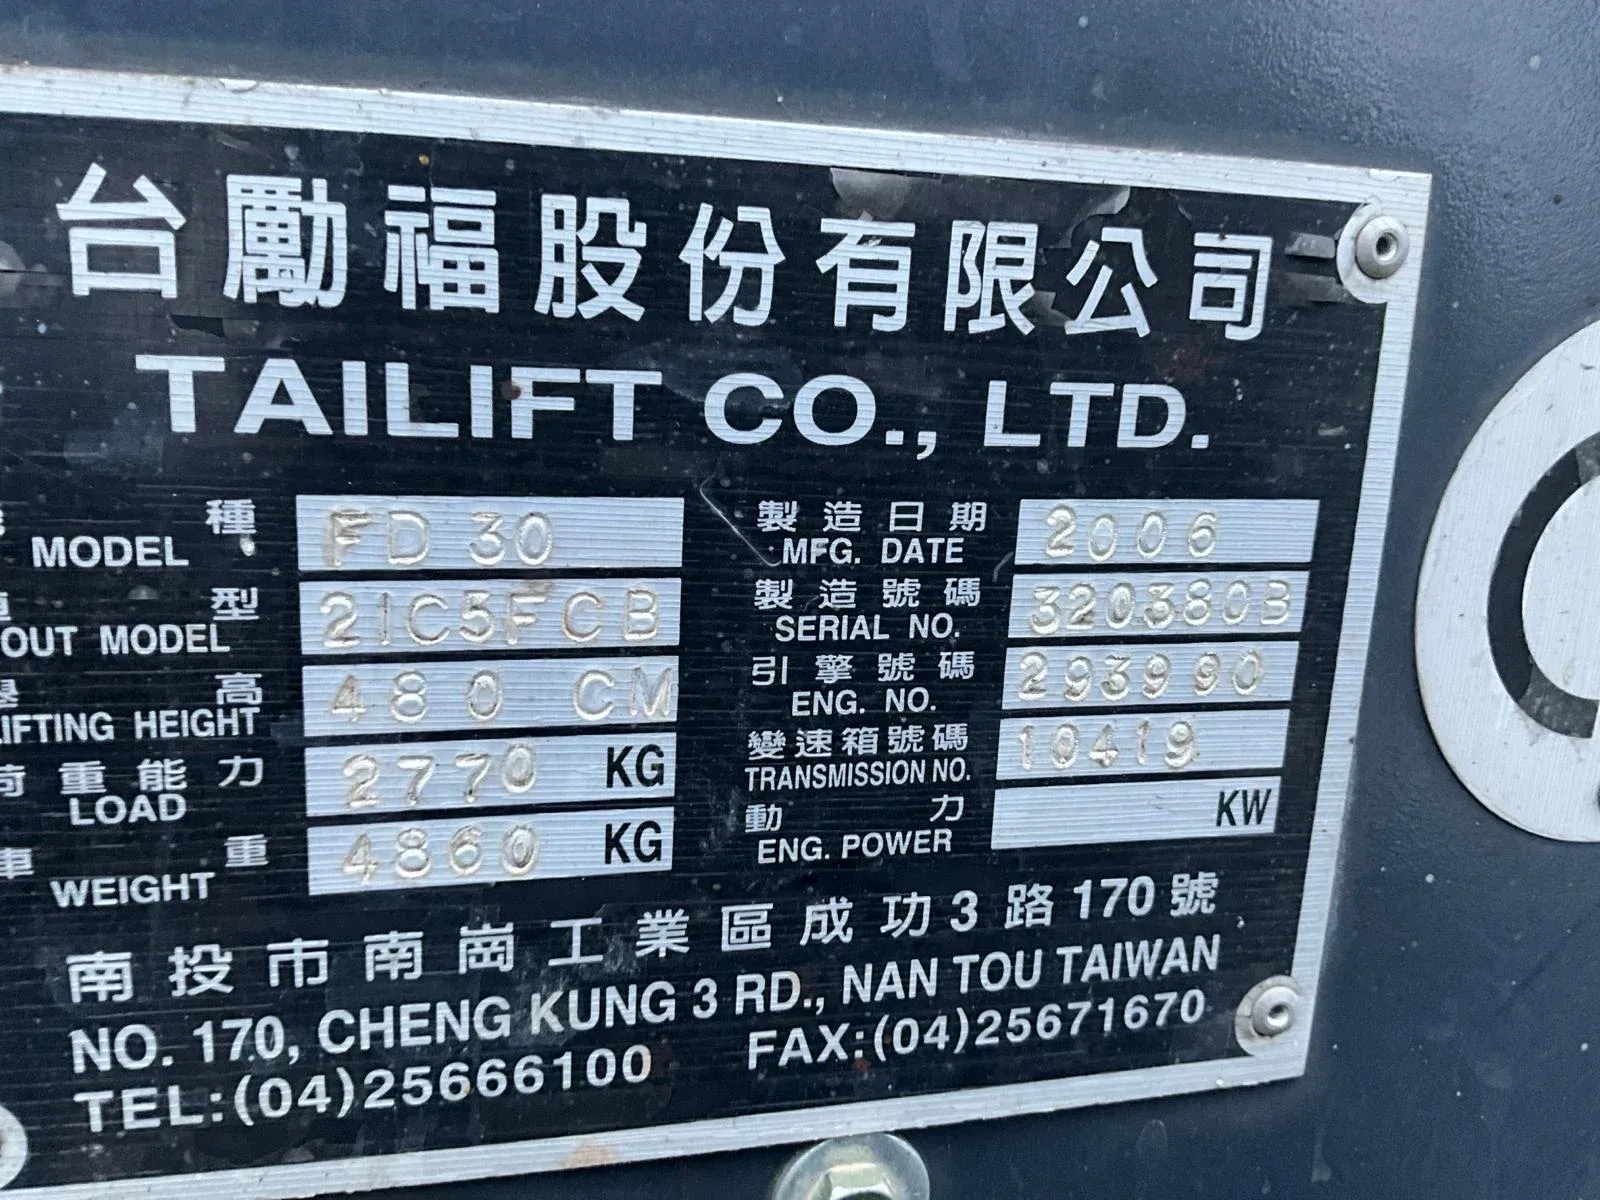 台勵福股份有限公司
TAILIFT CO., LTD.
種 FD 30 製造日期 2006
MODEL MFG. DATE
型 21C5FCB 製造號碼 320380B
OUT MODEL SERIAL NO.
高 480 CM 引擎號碼 293990
LIFTING HEIGHT ENG. NO.
荷重能力 2770 KG 變速箱號碼 10419
LOAD TRANSMISSION NO.
車重 4860 KG 動力 KW
WEIGHT ENG. POWER
南投市南崗工業區成功3路170號
NO. 170, CHENG KUNG 3 RD., NAN TOU TAIWAN
TEL:(04)25666100 FAX:(04)25671670